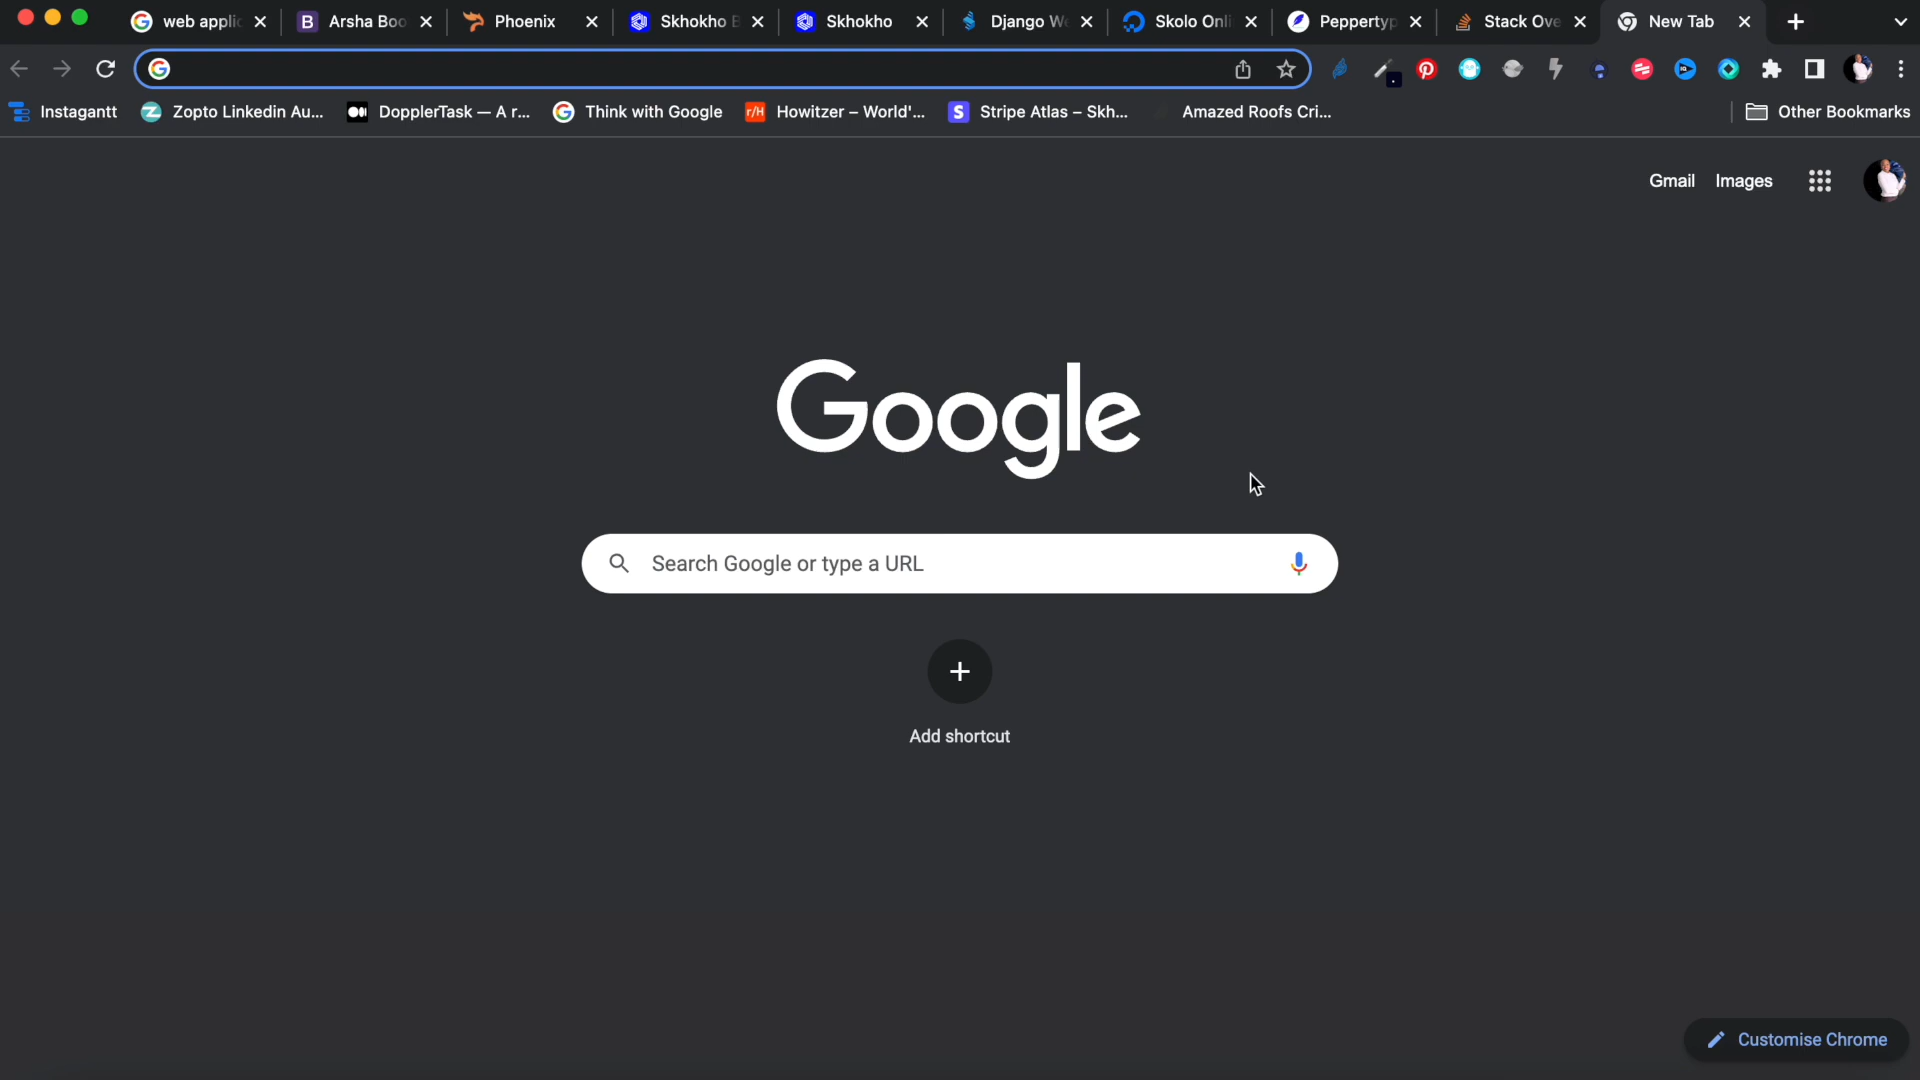 web applic
Arsha Boo
Phoenix
Skhokho B
Skhokho
Django We
Skolo Onli
Peppertyp
Stack Ove
New Tab
Instagantt
Zopto Linkedin Au...
DopplerTask — A r...
Think with Google
r/H
Howitzer – World'...
Stripe Atlas – Skh...
Amazed Roofs Cri...
Other Bookmarks
Gmail Images
Google
Search Google or type a URL
Add shortcut
Customise Chrome